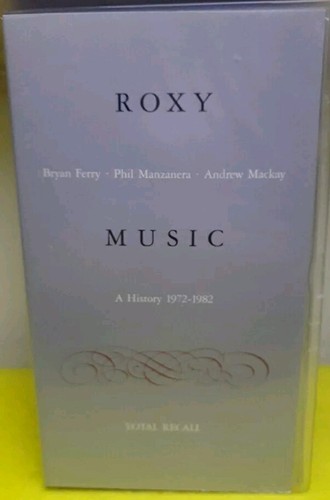 ROXY
Bryan Ferry · Phil Manzanera · Andrew Mackay
MUSIC
A History 1972-1982
TOTAL RECALL